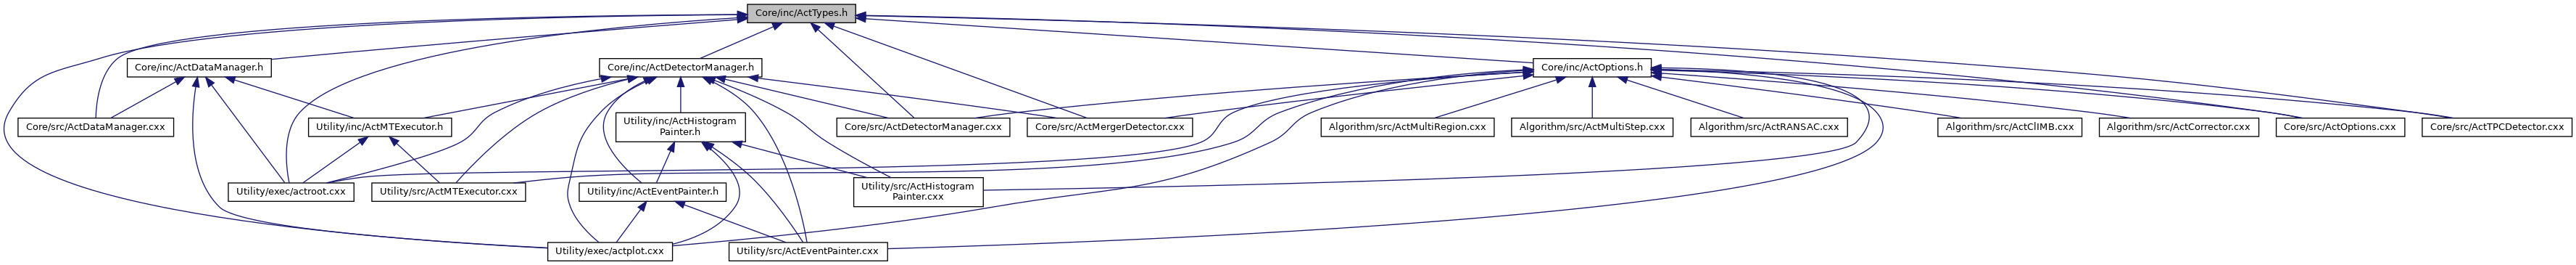 Core/inc/ActTypes.h
Core/inc/ActDataManager.h
Core/inc/ActDetectorManager.h
Core/inc/ActOptions.h
Core/src/ActDataManager.cxx
Utility/inc/ActMTExecutor.h
Utility/inc/ActHistogram
Painter.h
Core/src/ActDetectorManager.cxx
Core/src/ActMergerDetector.cxx
Algorithm/src/ActMultiRegion.cxx
Algorithm/src/ActMultiStep.cxx
Algorithm/src/ActRANSAC.cxx
Algorithm/src/ActClIMB.cxx
Algorithm/src/ActCorrector.cxx
Core/src/ActOptions.cxx
Core/src/ActTPCDetector.cxx
Utility/exec/actroot.cxx
Utility/src/ActMTExecutor.cxx
Utility/inc/ActEventPainter.h
Utility/src/ActHistogram
Painter.cxx
Utility/exec/actplot.cxx
Utility/src/ActEventPainter.cxx